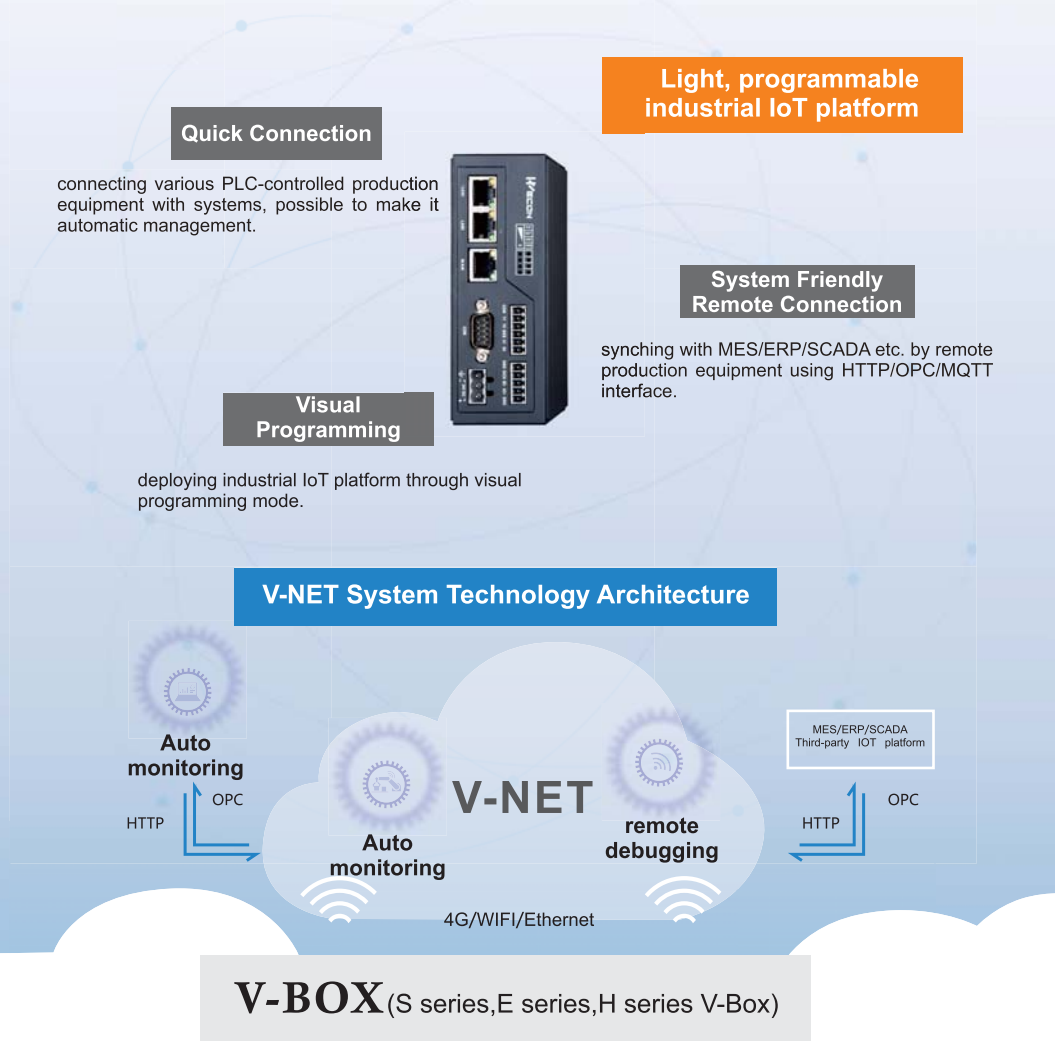 Light, programmable
industrial IoT platform
Quick Connection
connecting various PLC-controlled production
equipment with systems, possible to make it
automatic management.
WECON
System Friendly
Remote Connection
synching with MES/ERP/SCADA etc. by remote
production equipment using HTTP/OPC/MQTT
interface.
Visual
Programming
deploying industrial IoT platform through visual
programming mode.
V-NET System Technology Architecture
Auto
monitoring
OPC
HTTP
Auto
monitoring
V-NET
remote
debugging
MES/ERP/SCADA
Third-party IOT platform
OPC
HTTP
4G/WIFI/Ethernet
V-BOX(S series,E series,H series V-Box)